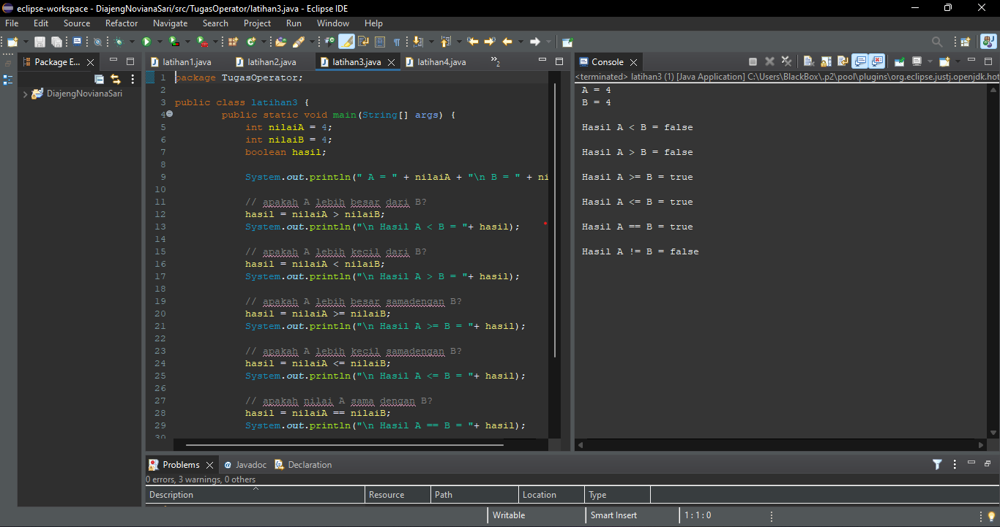 eclipse-workspace - DiajengNovianaSari/src/TugasOperator/latihan3.java - Eclipse IDE
File Edit Source Refactor Navigate Search Project Run Window Help
Package E...
latihan1.java latihan2.java latihan3.java latihan4.java »2
Console
<terminated> latihan3 (1) [Java Application] C:\Users\BlackBox\.p2\pool\plugins\org.eclipse.justj.openjdk.hot
DiajengNovianaSari
1 package TugasOperator;
2
3 public class latihan3 {
4 public static void main(String[] args) {
5 int nilaiA = 4;
6 int nilaiB = 4;
7 boolean hasil;
8
9 System.out.println(" A = " + nilaiA + "\n B = " + ni
10
11 // apakah A lebih besar dari B?
12 hasil = nilaiA > nilaiB;
13 System.out.println("\n Hasil A < B = "+ hasil);
14
15 // apakah A lebih kecil dari B?
16 hasil = nilaiA < nilaiB;
17 System.out.println("\n Hasil A > B = "+ hasil);
18
19 // apakah A lebih besar samadengan B?
20 hasil = nilaiA >= nilaiB;
21 System.out.println("\n Hasil A >= B = "+ hasil);
22
23 // apakah A lebih kecil samadengan B?
24 hasil = nilaiA <= nilaiB;
25 System.out.println("\n Hasil A <= B = "+ hasil);
26
27 // apakah nilai A sama dengan B?
28 hasil = nilaiA == nilaiB;
29 System.out.println("\n Hasil A == B = "+ hasil);
30
A = 4
B = 4
Hasil A < B = false
Hasil A > B = false
Hasil A >= B = true
Hasil A <= B = true
Hasil A == B = true
Hasil A != B = false
Problems @ Javadoc Declaration
0 errors, 3 warnings, 0 others
Description Resource Path Location Type
Writable Smart Insert 1 : 1 : 0